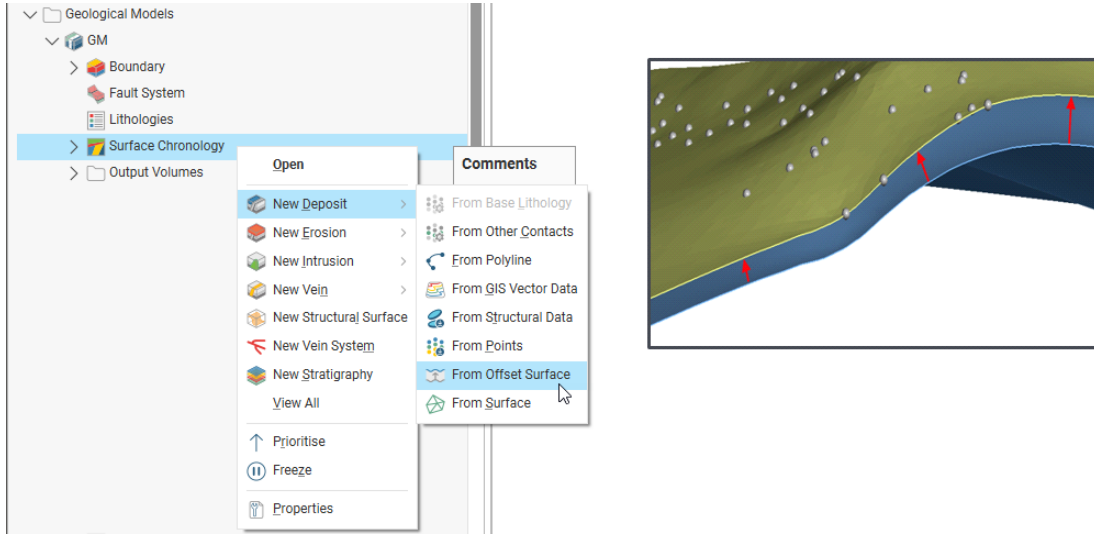 Geological Models
GM
Boundary
Fault System
Lithologies
Surface Chronology
Output Volumes
Open
New Deposit
New Erosion
New Intrusion
New Vein
New Structural Surface
New Vein System
New Stratigraphy
View All
Prioritise
Freeze
Properties
Comments
From Base Lithology
From Other Contacts
From Polyline
From GIS Vector Data
From Structural Data
From Points
From Offset Surface
From Surface